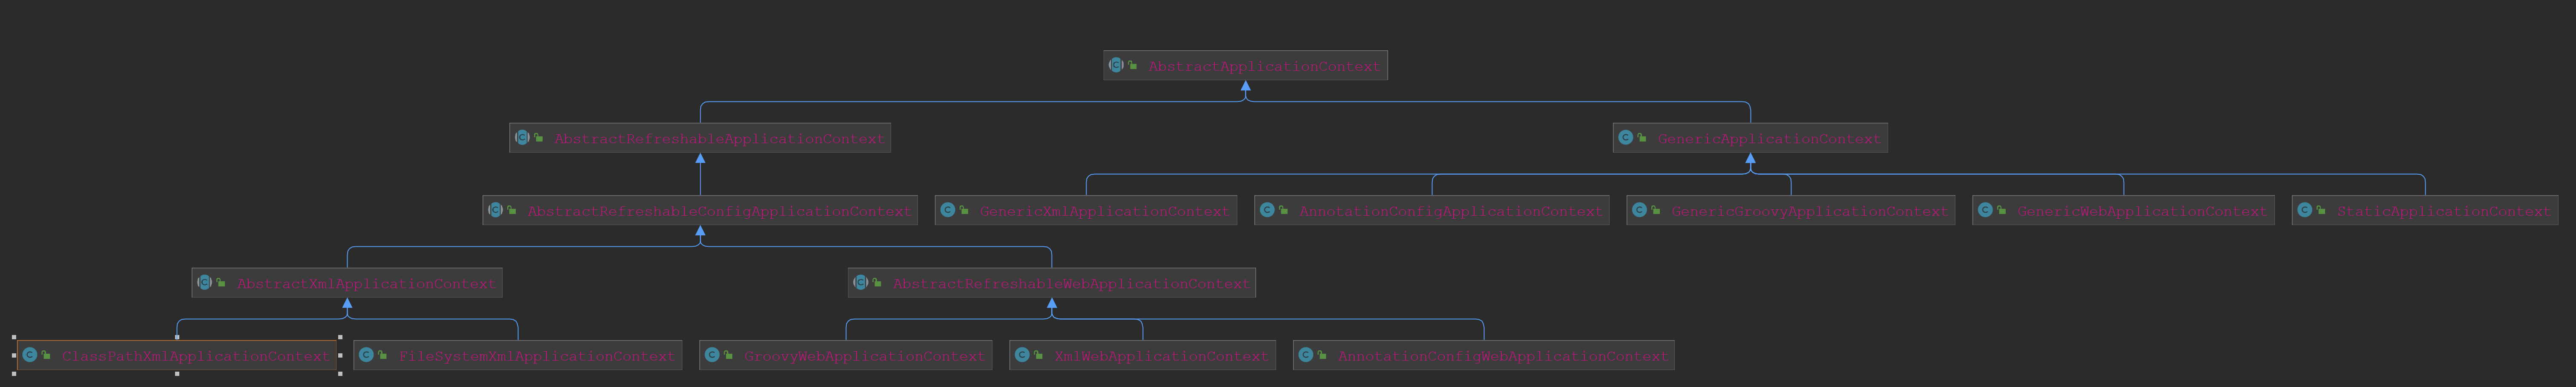 AbstractApplicationContext
AbstractRefreshableApplicationContext
GenericApplicationContext
AbstractRefreshableConfigApplicationContext
GenericXmlApplicationContext
AnnotationConfigApplicationContext
GenericGroovyApplicationContext
GenericWebApplicationContext
StaticApplicationContext
AbstractXmlApplicationContext
AbstractRefreshableWebApplicationContext
ClassPathXmlApplicationContext
FileSystemXmlApplicationContext
GroovyWebApplicationContext
XmlWebApplicationContext
AnnotationConfigWebApplicationContext